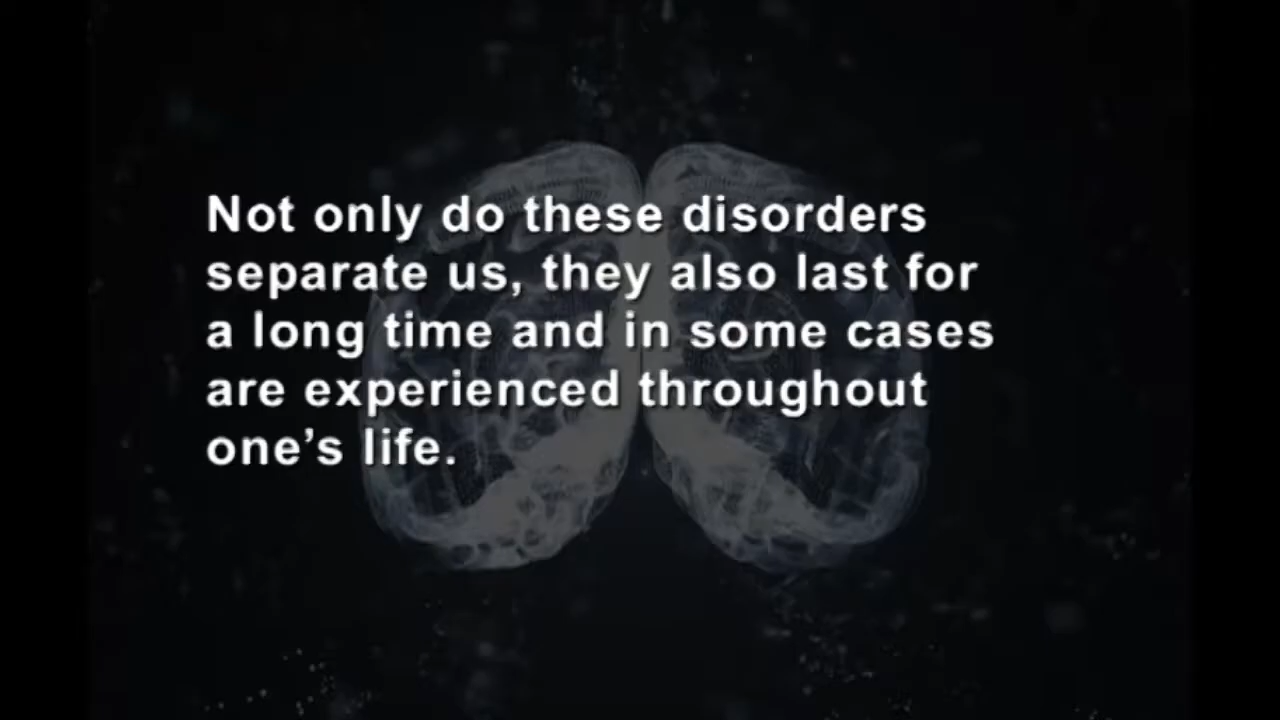 Not only do these disorders
separate us, they also last for
a long time and in some cases
are experienced throughout
one’s life.